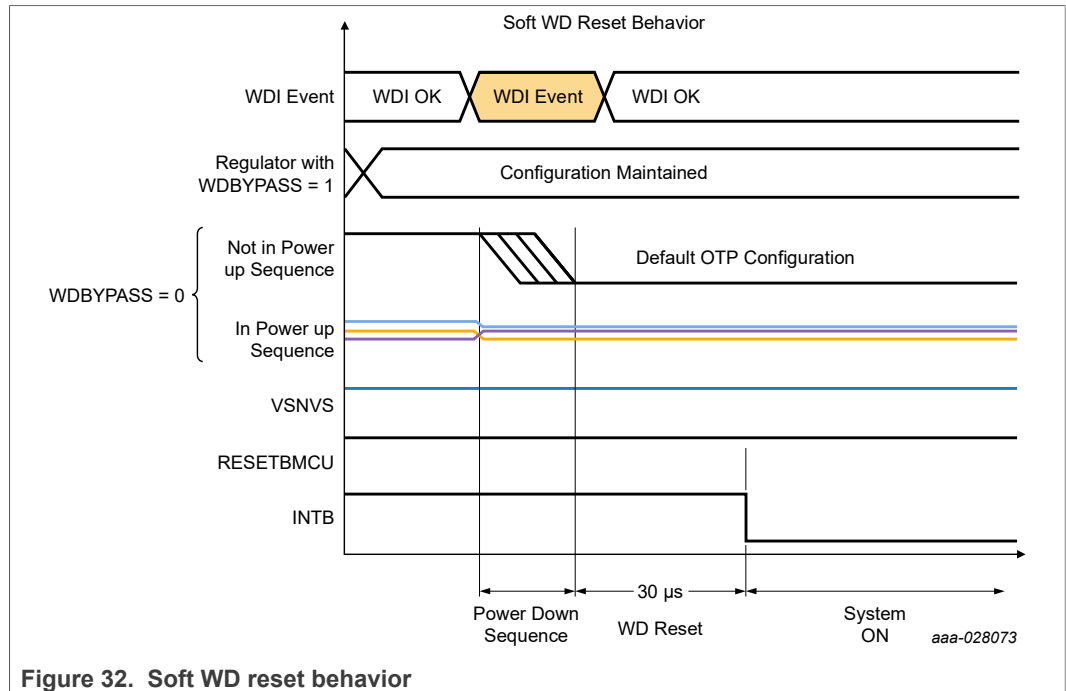 Soft WD Reset Behavior
WDI Event
WDI OK
WDI Event
WDI OK
Regulator with
WDBYPASS = 1
Configuration Maintained
WDBYPASS = 0
Not in Power
up Sequence
Default OTP Configuration
In Power up
Sequence
VSNVS
RESETBMCU
INTB
Power Down
Sequence
30 µs
WD Reset
System
ON
aaa-028073
Figure 32. Soft WD reset behavior